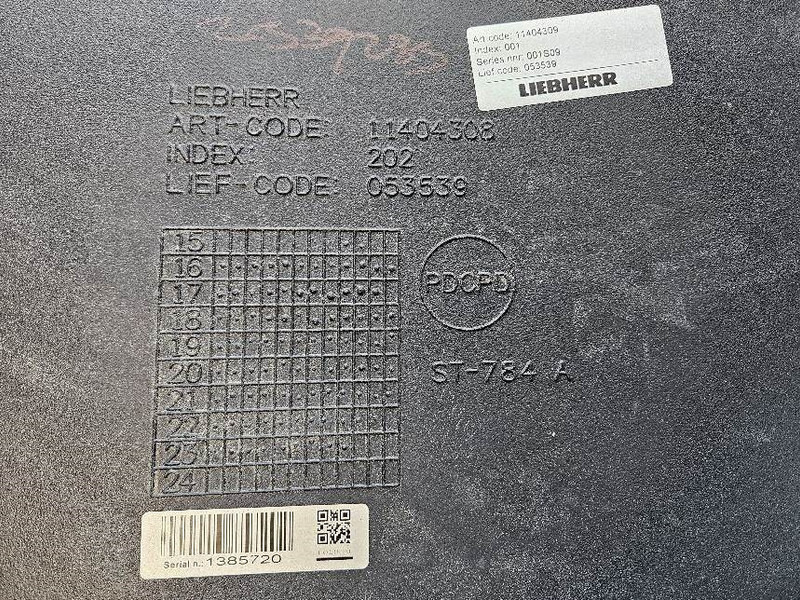 Art code: 11404309
Index: 001
Series nnr: 001S09
Lief code: 053539
LIEBHERR
LIEBHERR
ART-CODE: 11404308
INDEX: 202
LIEF-CODE: 053539
15
16
17
18
19
20
21
22
23
24
PDCPD
ST-784 A
Serial n.: 1385720